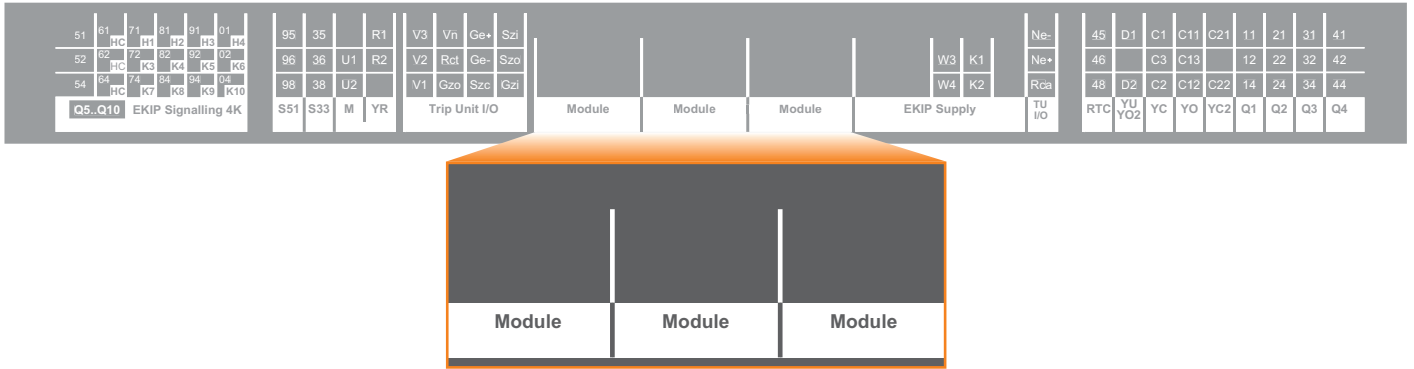 51 61 HC 71 H1 81 H2 91 H3 01 H4 95 35 R1 V3 Vn Ge+ Szi Ne- 45 D1 C1 C11 C21 11 21 31 41
52 62 HC 72 K3 82 K4 92 K5 02 K6 96 36 U1 R2 V2 Rct Ge- Szo W3 K1 Ne+ 46 C3 C13 12 22 32 42
54 64 HC 74 K7 84 K8 94 K9 04 K10 98 38 U2 V1 Gzo Szc Gzi W4 K2 Rca 48 D2 C2 C12 C22 14 24 34 44
Q5..Q10 EKIP Signalling 4K S51 S33 M YR Trip Unit I/O Module Module Module EKIP Supply TU I/O RTC YU YO2 YC YO YC2 Q1 Q2 Q3 Q4
Module Module Module